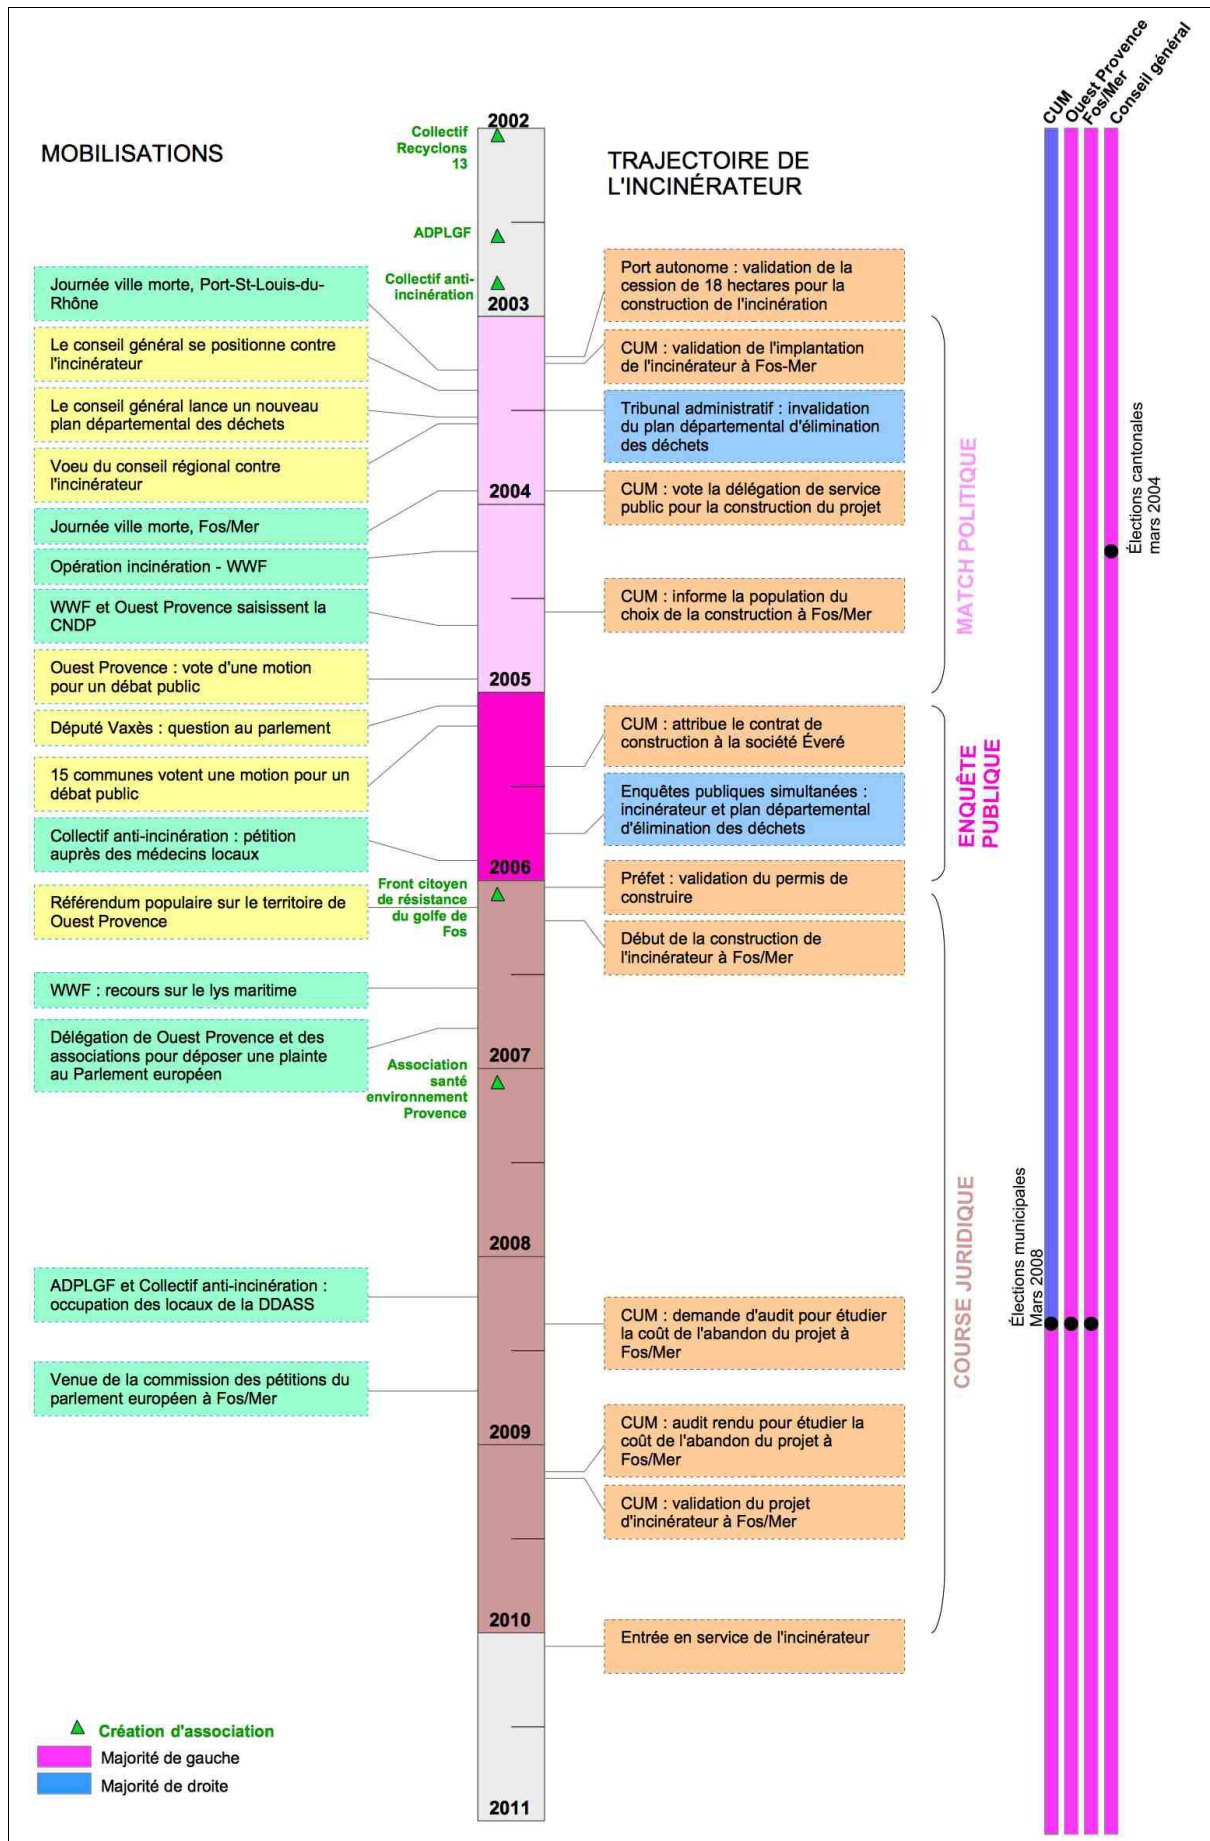 CUM
Ouest Provence
Fos/Mer
Conseil général
MOBILISATIONS
TRAJECTOIRE DE
L'INCINÉRATEUR
2002
Collectif
Recyclons
13
ADPLGF
Collectif anti-
incinération
2003
Journée ville morte, Port-St-Louis-du-
Rhône
Le conseil général se positionne contre
l'incinérateur
Le conseil général lance un nouveau
plan départemental des déchets
Voeu du conseil régional contre
l'incinérateur
2004
Journée ville morte, Fos/Mer
Opération incinération - WWF
WWF et Ouest Provence saisissent la
CNDP
Ouest Provence : vote d'une motion
pour un débat public
2005
Député Vaxès : question au parlement
15 communes votent une motion pour un
débat public
Collectif anti-incinération : pétition
auprès des médecins locaux
2006
Front citoyen
de résistance
du golfe de
Fos
Référendum populaire sur le territoire de
Ouest Provence
WWF : recours sur le lys maritime
Délégation de Ouest Provence et des
associations pour déposer une plainte
au Parlement européen
2007
Association
santé
environnement
Provence
2008
ADPLGF et Collectif anti-incinération :
occupation des locaux de la DDASS
Venue de la commission des pétitions du
parlement européen à Fos/Mer
2009
2010
2011
Port autonome : validation de la
cession de 18 hectares pour la
construction de l'incinération
CUM : validation de l'implantation
de l'incinérateur à Fos-Mer
Tribunal administratif : invalidation
du plan départemental d'élimination
des déchets
CUM : vote la délégation de service
public pour la construction du projet
CUM : informe la population du
choix de la construction à Fos/Mer
CUM : attribue le contrat de
construction à la société Éveré
Enquêtes publiques simultanées :
incinérateur et plan départemental
d'élimination des déchets
Préfet : validation du permis de
construire
Début de la construction de
l'incinérateur à Fos/Mer
CUM : demande d'audit pour étudier
la coût de l'abandon du projet à
Fos/Mer
CUM : audit rendu pour étudier la
coût de l'abandon du projet à
Fos/Mer
CUM : validation du projet
d'incinérateur à Fos/Mer
Entrée en service de l'incinérateur
MATCH POLITIQUE
ENQUÊTE
PUBLIQUE
COURSE JURIDIQUE
Élections cantonales
mars 2004
Élections municipales
Mars 2008
Création d'association
Majorité de gauche
Majorité de droite